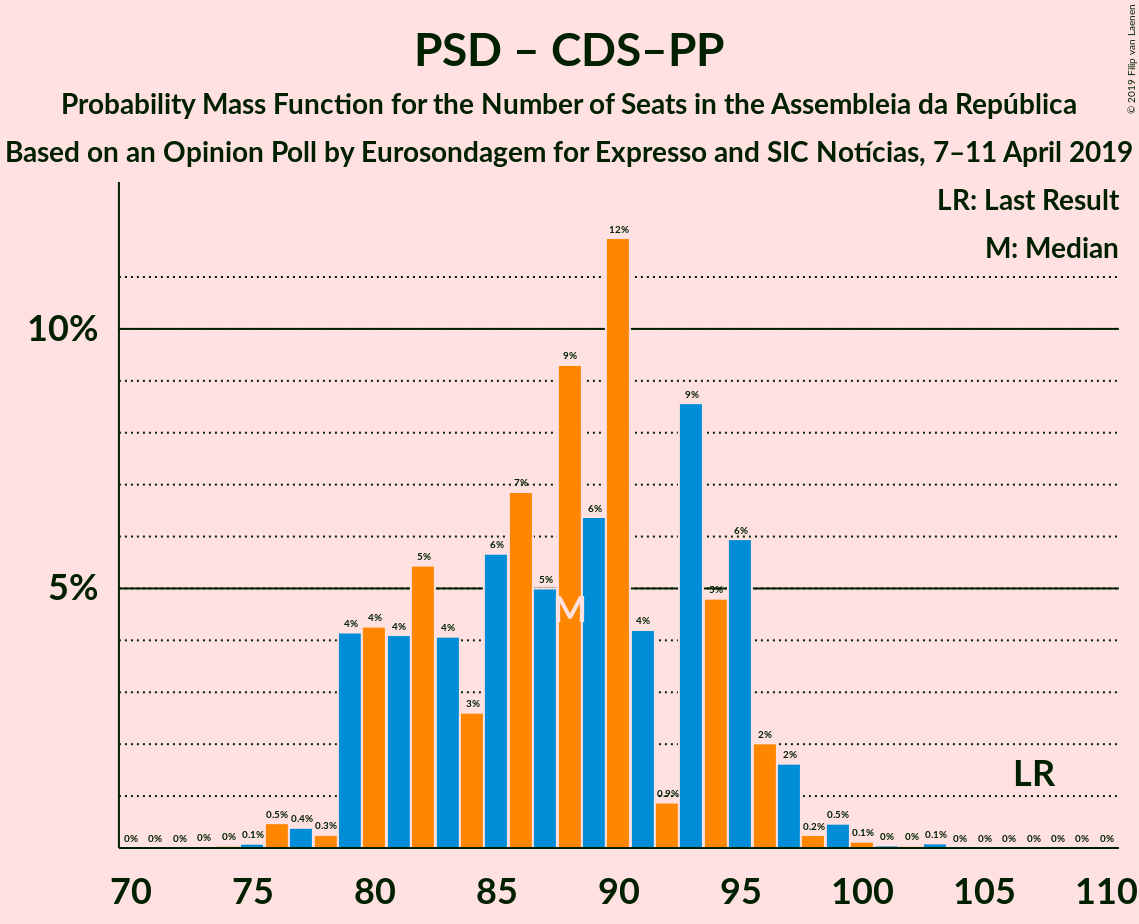 PSD – CDS–PP
Probability Mass Function for the Number of Seats in the Assembleia da República
Based on an Opinion Poll by Eurosondagem for Expresso and SIC Notícias, 7–11 April 2019
© 2019 Filip van Laenen
LR: Last Result
M: Median
10%
5%
0% 0% 0% 0% 0% 0.1% 0.5% 0.4% 0.3% 4% 4% 4% 5% 4% 3% 6% 7% 5% 9% 6% 12% 4% 0.9% 9% 5% 6% 2% 2% 0.2% 0.5% 0.1% 0% 0% 0.1% 0% 0% 0% 0% 0% 0% 0%
M
LR
70 75 80 85 90 95 100 105 110